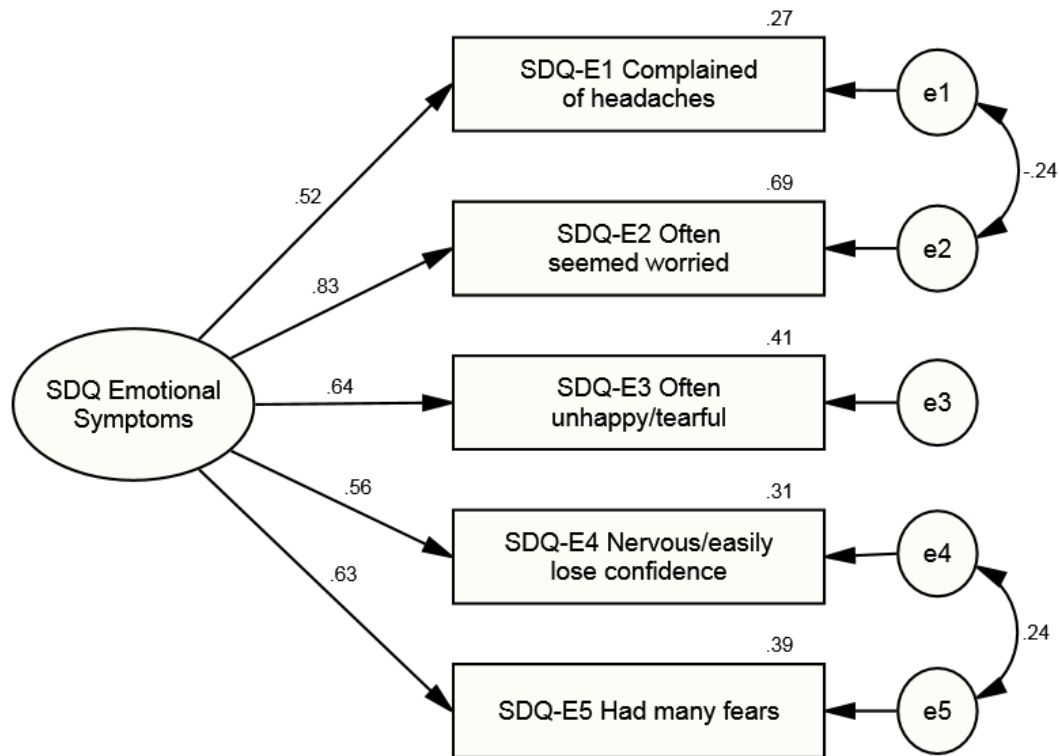 .27
SDQ-E1 Complained
of headaches
e1
-.24
.52
.69
SDQ-E2 Often
seemed worried
e2
.83
.41
SDQ Emotional
Symptoms
.64
SDQ-E3 Often
unhappy/tearful
e3
.56
.31
SDQ-E4 Nervous/easily
lose confidence
e4
.63
.24
.39
SDQ-E5 Had many fears
e5